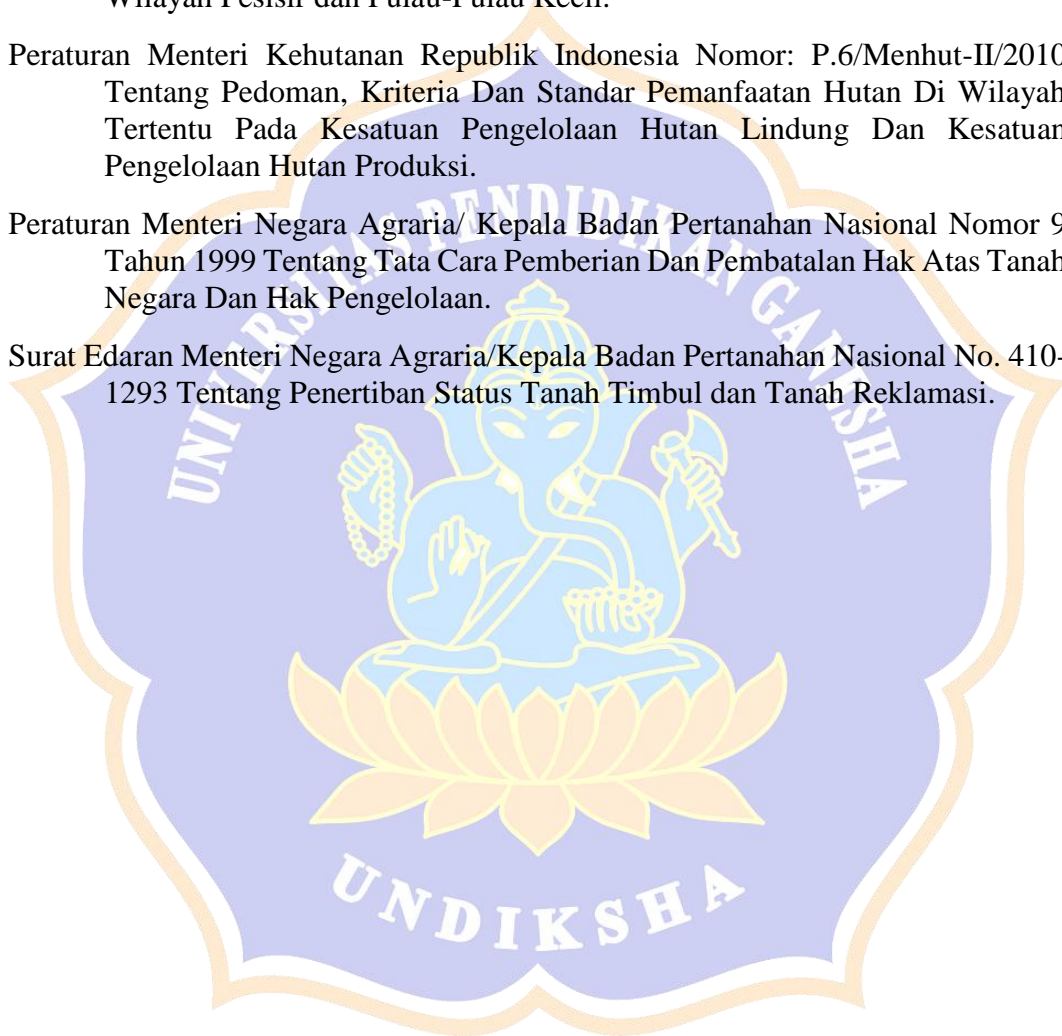 Wilayah Pesisir dan Pulau-Pulau Kecil.
Peraturan Menteri Kehutanan Republik Indonesia Nomor: P.6/Menhut-II/2010
Tentang Pedoman, Kriteria Dan Standar Pemanfaatan Hutan Di Wilayah
Tertentu Pada Kesatuan Pengelolaan Hutan Lindung Dan Kesatuan
Pengelolaan Hutan Produksi.
Peraturan Menteri Negara Agraria/ Kepala Badan Pertanahan Nasional Nomor 9
Tahun 1999 Tentang Tata Cara Pemberian Dan Pembatalan Hak Atas Tanah
Negara Dan Hak Pengelolaan.
Surat Edaran Menteri Negara Agraria/Kepala Badan Pertanahan Nasional No. 410-
1293 Tentang Penertiban Status Tanah Timbul dan Tanah Reklamasi.
UNIVERSITAS PENDIDIKAN GANESHA
UNDIKSHA